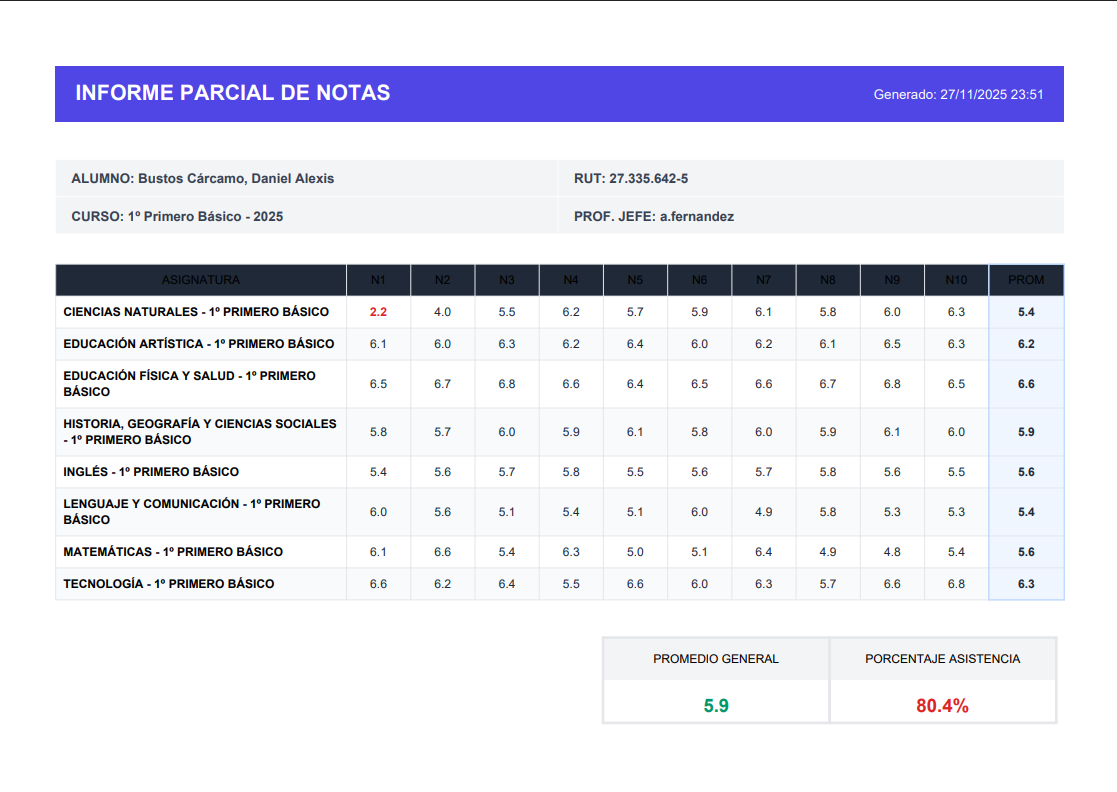 INFORME PARCIAL DE NOTAS Generado: 27/11/2025 23:51
ALUMNO: Bustos Cárcamo, Daniel Alexis RUT: 27.335.642-5
CURSO: 1º Primero Básico - 2025 PROF. JEFE: a.fernandez
ASIGNATURA N1 N2 N3 N4 N5 N6 N7 N8 N9 N10 PROM
CIENCIAS NATURALES - 1º PRIMERO BÁSICO 2.2 4.0 5.5 6.2 5.7 5.9 6.1 5.8 6.0 6.3 5.4
EDUCACIÓN ARTÍSTICA - 1º PRIMERO BÁSICO 6.1 6.0 6.3 6.2 6.4 6.0 6.2 6.1 6.5 6.3 6.2
EDUCACIÓN FÍSICA Y SALUD - 1º PRIMERO
BÁSICO 6.5 6.7 6.8 6.6 6.4 6.5 6.6 6.7 6.8 6.5 6.6
HISTORIA, GEOGRAFÍA Y CIENCIAS SOCIALES
- 1º PRIMERO BÁSICO 5.8 5.7 6.0 5.9 6.1 5.8 6.0 5.9 6.1 6.0 5.9
INGLÉS - 1º PRIMERO BÁSICO 5.4 5.6 5.7 5.8 5.5 5.6 5.7 5.8 5.6 5.5 5.6
LENGUAJE Y COMUNICACIÓN - 1º PRIMERO
BÁSICO 6.0 5.6 5.1 5.4 5.1 6.0 4.9 5.8 5.3 5.3 5.4
MATEMÁTICAS - 1º PRIMERO BÁSICO 6.1 6.6 5.4 6.3 5.0 5.1 6.4 4.9 4.8 5.4 5.6
TECNOLOGÍA - 1º PRIMERO BÁSICO 6.6 6.2 6.4 5.5 6.6 6.0 6.3 5.7 6.6 6.8 6.3
PROMEDIO GENERAL PORCENTAJE ASISTENCIA
5.9 80.4%